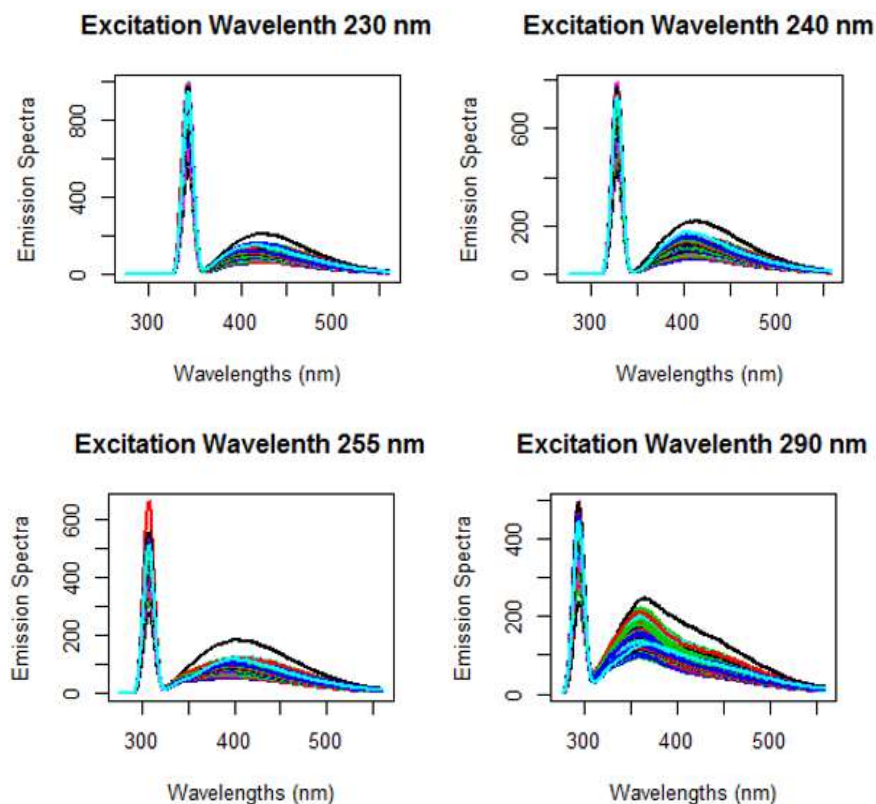 Excitation Wavelenth 230 nm
Emission Spectra
0 400 800
300 400 500
Wavelengths (nm)
Excitation Wavelenth 240 nm
Emission Spectra
0 200 600
300 400 500
Wavelengths (nm)
Excitation Wavelenth 255 nm
Emission Spectra
0 200 400 600
300 400 500
Wavelengths (nm)
Excitation Wavelenth 290 nm
Emission Spectra
0 200 400
300 400 500
Wavelengths (nm)